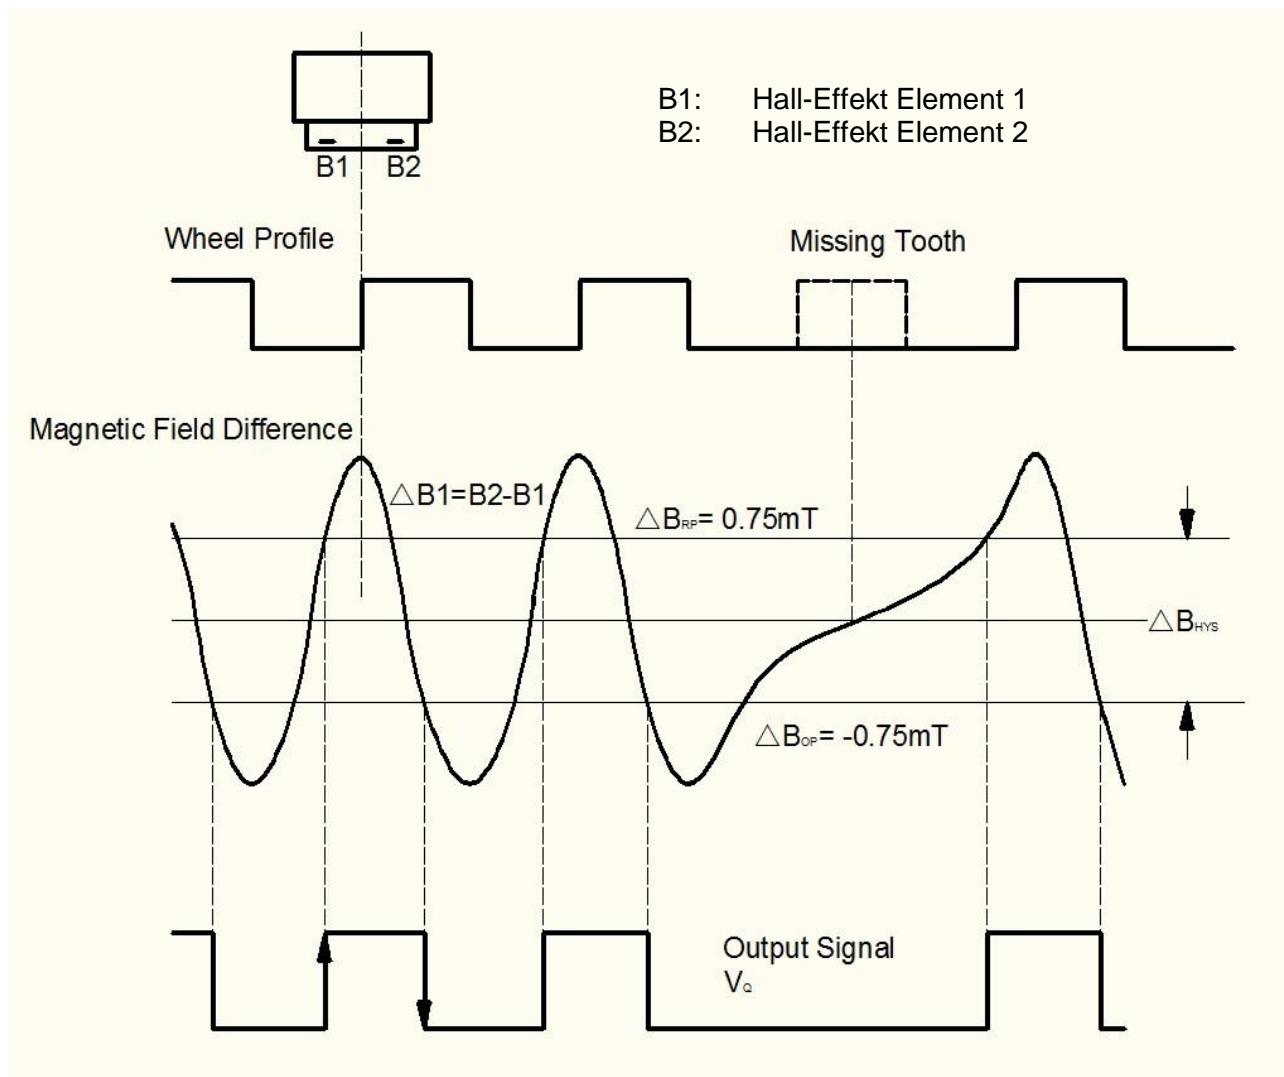 B1: Hall-Effekt Element 1
B2: Hall-Effekt Element 2
B1 B2
Wheel Profile
Missing Tooth
Magnetic Field Difference
△B1=B2-B1
△BRP= 0.75mT
△BHYS
△BOP= -0.75mT
Output Signal
VQ